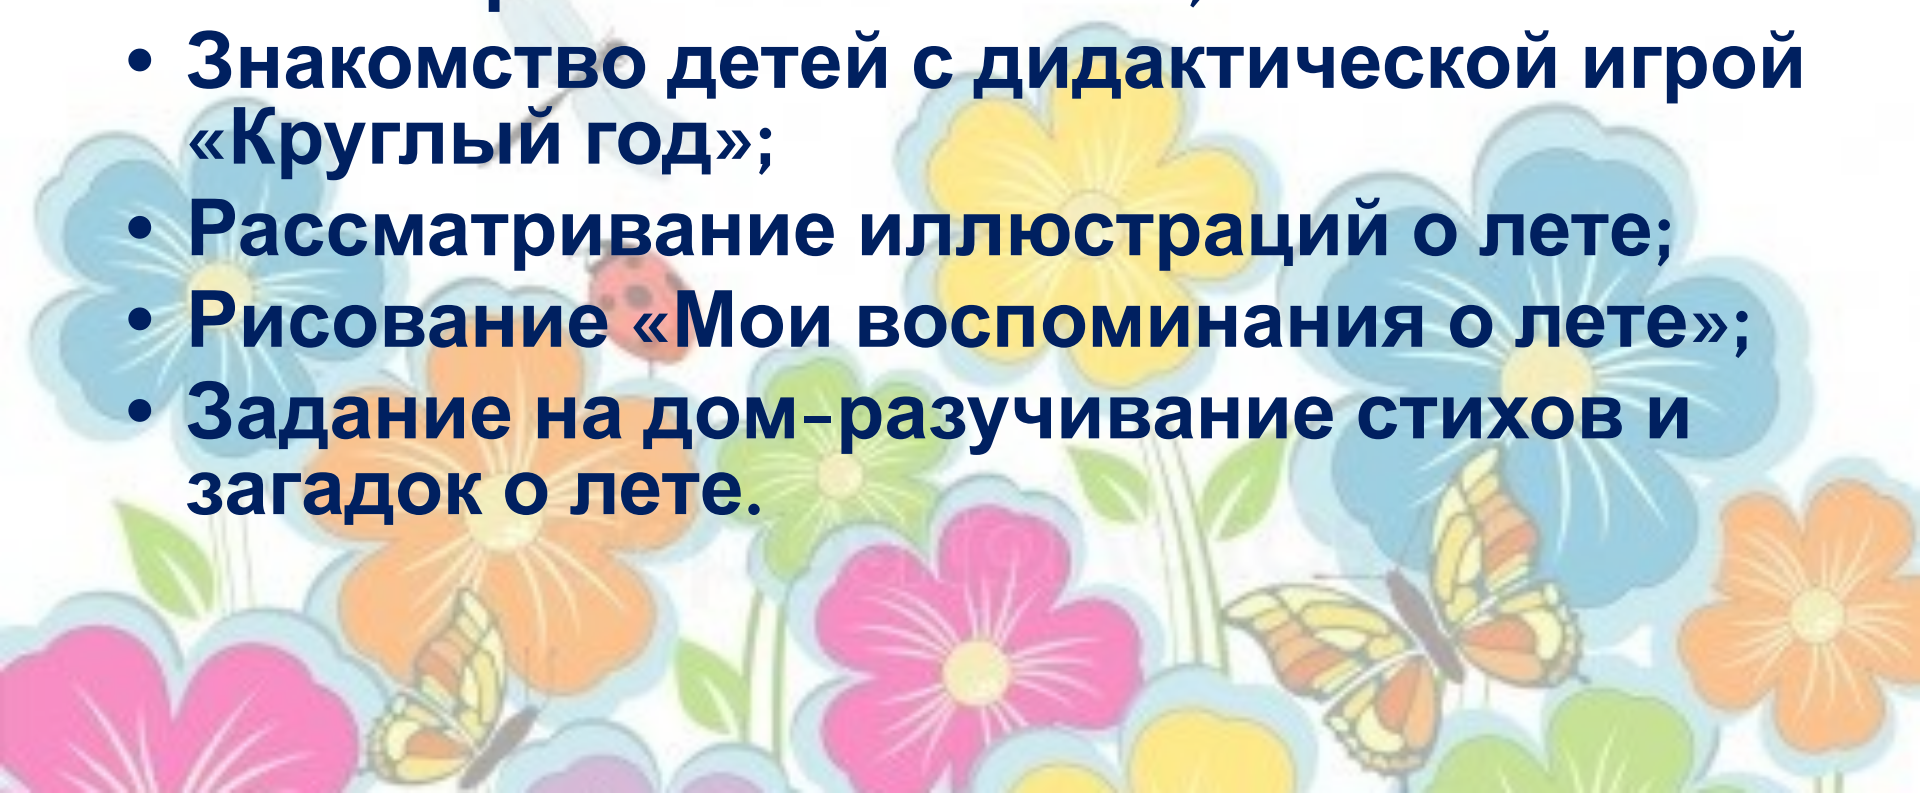 • Знакомство детей с дидактической игрой
«Круглый год»;
• Рассматривание иллюстраций о лете;
• Рисование «Мои воспоминания о лете»;
• Задание на дом–разучивание стихов и
загадок о лете.